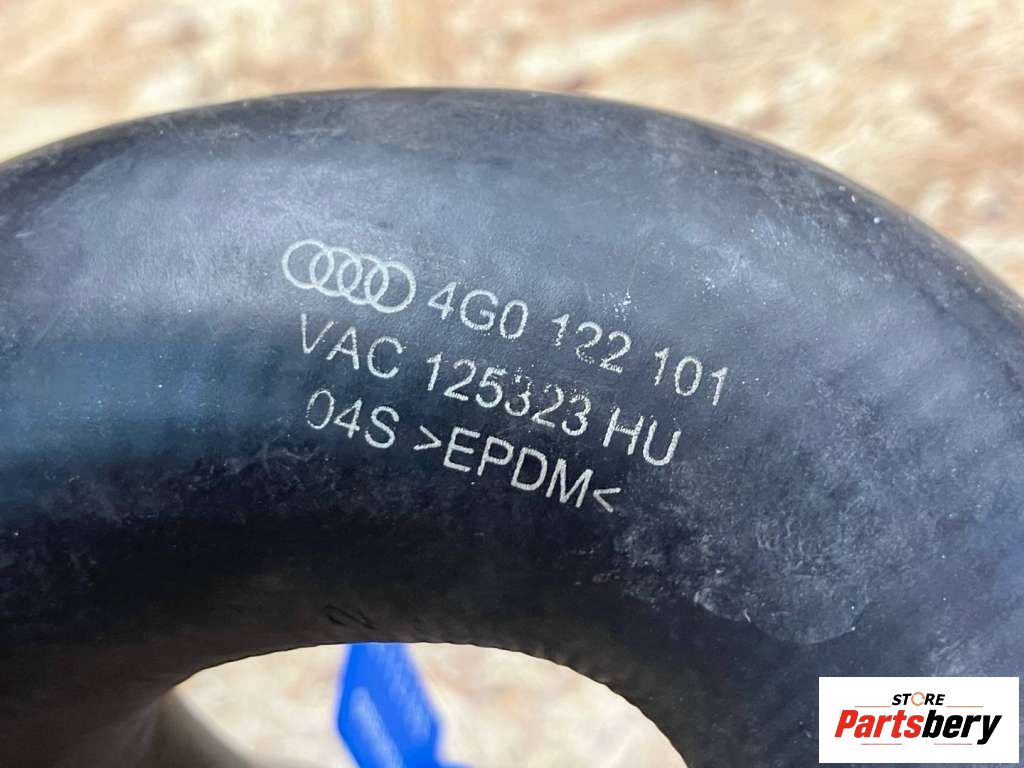 4G0 122 101
VAC 125323 HU
04S >EPDM<
STORE
Partsbery